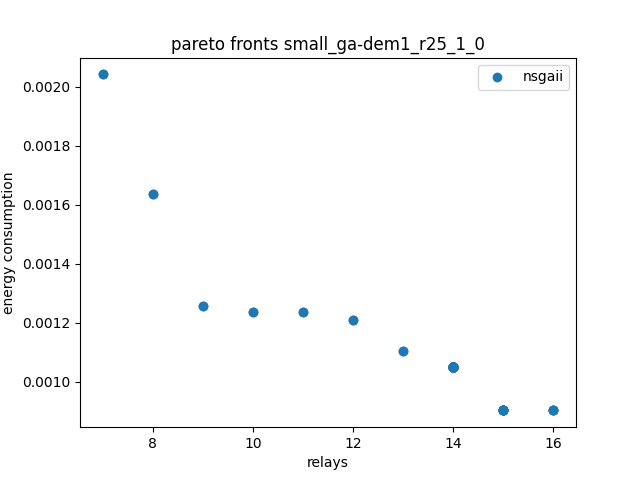 pareto fronts small_ga-dem1_r25_1_0
nsgaii
0.0020
0.0018
0.0016
0.0014
0.0012
0.0010
energy consumption
8
10
12
14
16
relays